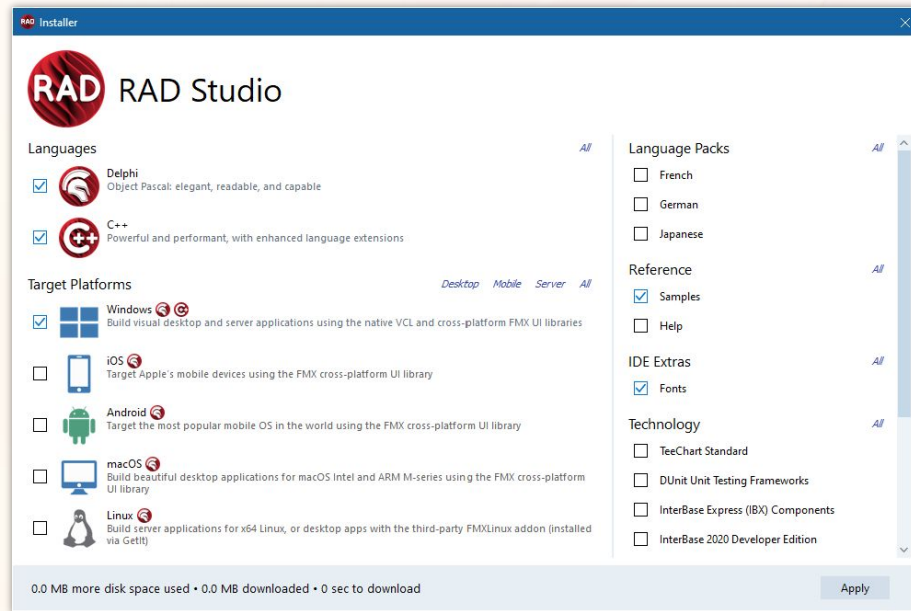 RAD Installer
RAD RAD Studio
Languages All
Delphi
Object Pascal: elegant, readable, and capable
C++ C++
Powerful and performant, with enhanced language extensions
Target Platforms Desktop Mobile Server All
Windows
Build visual desktop and server applications using the native VCL and cross-platform FMX UI libraries
iOS
Target Apple's mobile devices using the FMX cross-platform UI library
Android
Target the most popular mobile OS in the world using the FMX cross-platform UI library
macOS
Build beautiful desktop applications for macOS Intel and ARM M-series using the FMX cross-platform
UI library
Linux
Build server applications for x64 Linux, or desktop apps with the third-party FMXLinux addon (installed
via GetIt)
Language Packs All
French
German
Japanese
Reference All
Samples
Help
IDE Extras All
Fonts
Technology All
TeeChart Standard
DUnit Unit Testing Frameworks
InterBase Express (IBX) Components
InterBase 2020 Developer Edition
0.0 MB more disk space used • 0.0 MB downloaded • 0 sec to download
Apply